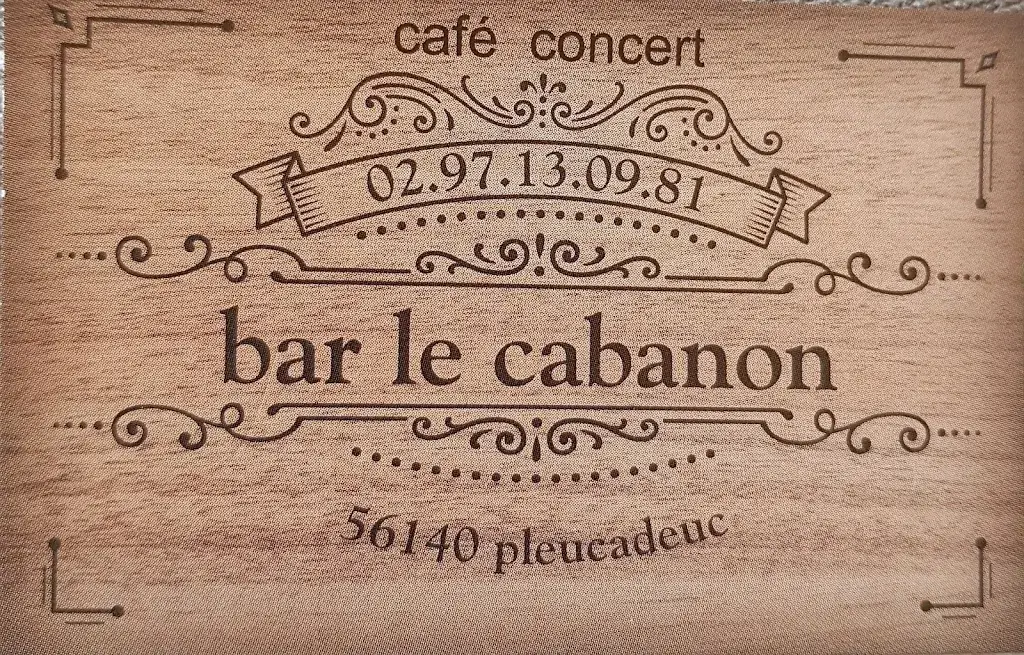 café concert
02.97.13.09.81
bar le cabanon
56140 pleucadeuc